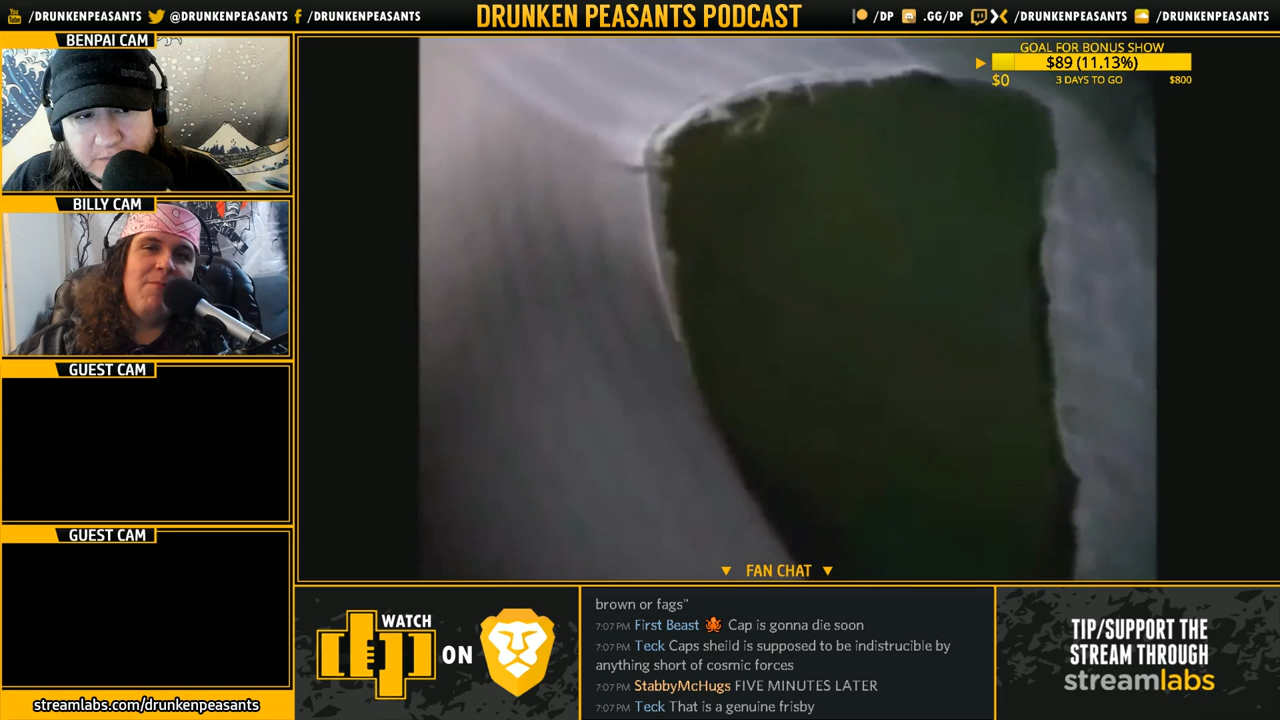 /DRUNKENPEASANTS @DRUNKENPEASANTS /DRUNKENPEASANTS
DRUNKEN PEASANTS PODCAST
/DP .GG/DP /DRUNKENPEASANTS /DRUNKENPEASANTS
BENPAI CAM
GOAL FOR BONUS SHOW
$89 (11.13%)
$0 3 DAYS TO GO $800
BILLY CAM
GUEST CAM
GUEST CAM
FAN CHAT
streamlabs.com/drunkenpeasants
WATCH
ON
brown or fags"
7:07 PM First Beast Cap is gonna die soon
7:07 PM Teck Caps sheild is supposed to be indistrucible by
anything short of cosmic forces
7:07 PM StabbyMcHugs FIVE MINUTES LATER
7:07 PM Teck That is a genuine frisby
TIP/SUPPORT THE
STREAM THROUGH
streamlabs